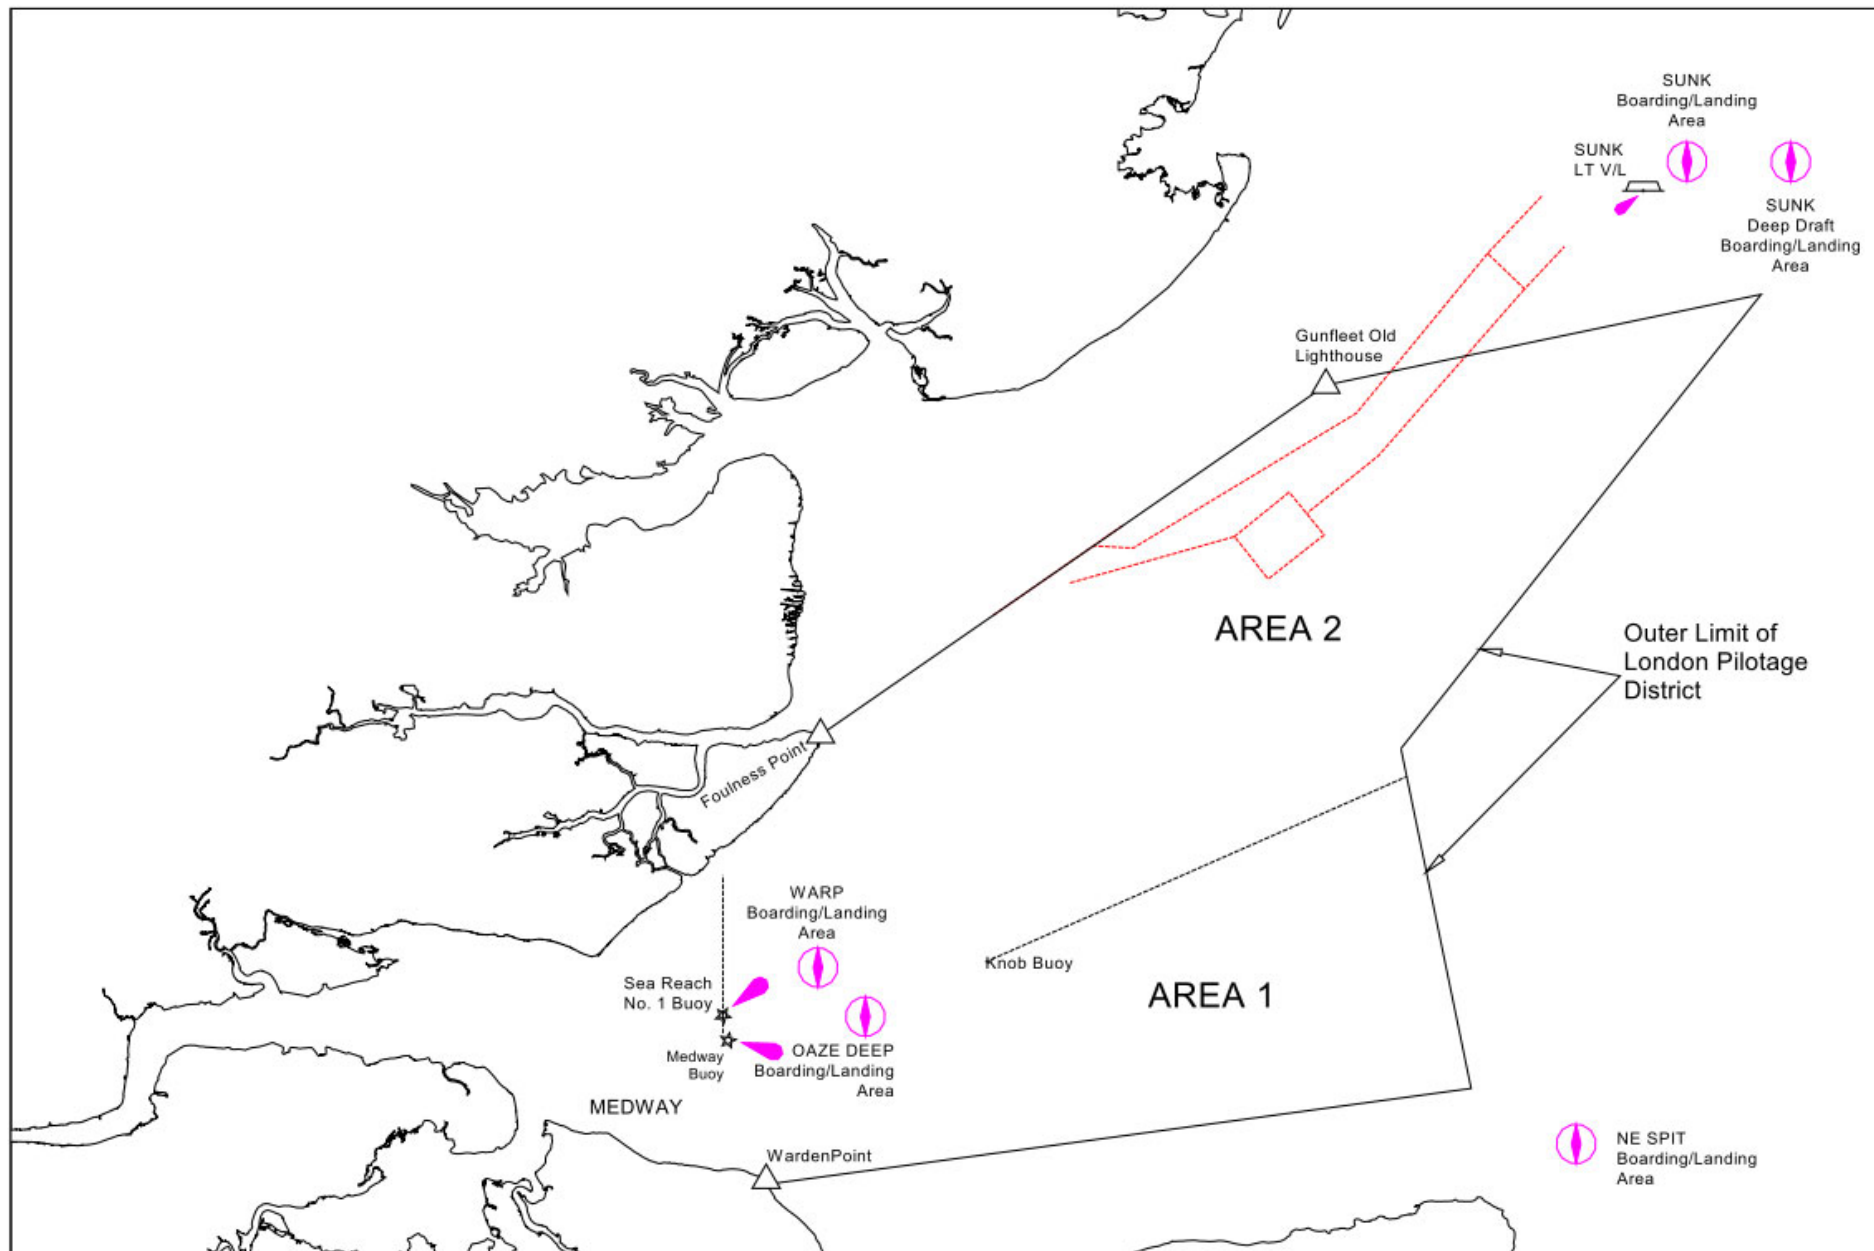 SUNK
Boarding/Landing
Area
SUNK
LT V/L
SUNK
Deep Draft
Boarding/Landing
Area
Gunfleet Old
Lighthouse
AREA 2
Outer Limit of
London Pilotage
District
Foulness Point
WARP
Boarding/Landing
Area
Knob Buoy
Sea Reach
No. 1 Buoy
AREA 1
OAZE DEEP
Boarding/Landing
Area
Medway
Buoy
MEDWAY
WardenPoint
NE SPIT
Boarding/Landing
Area